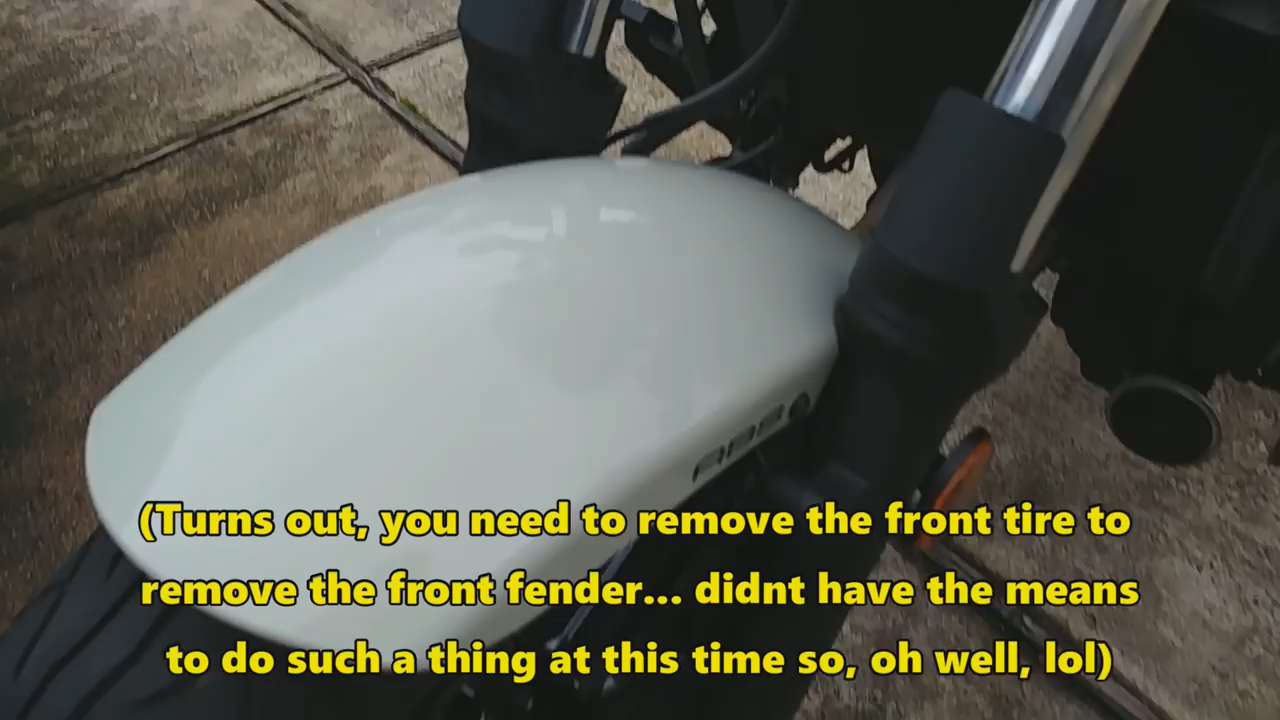 (Turns out, you need to remove the front tire to
remove the front fender... didnt have the means
to do such a thing at this time so, oh well, lol)